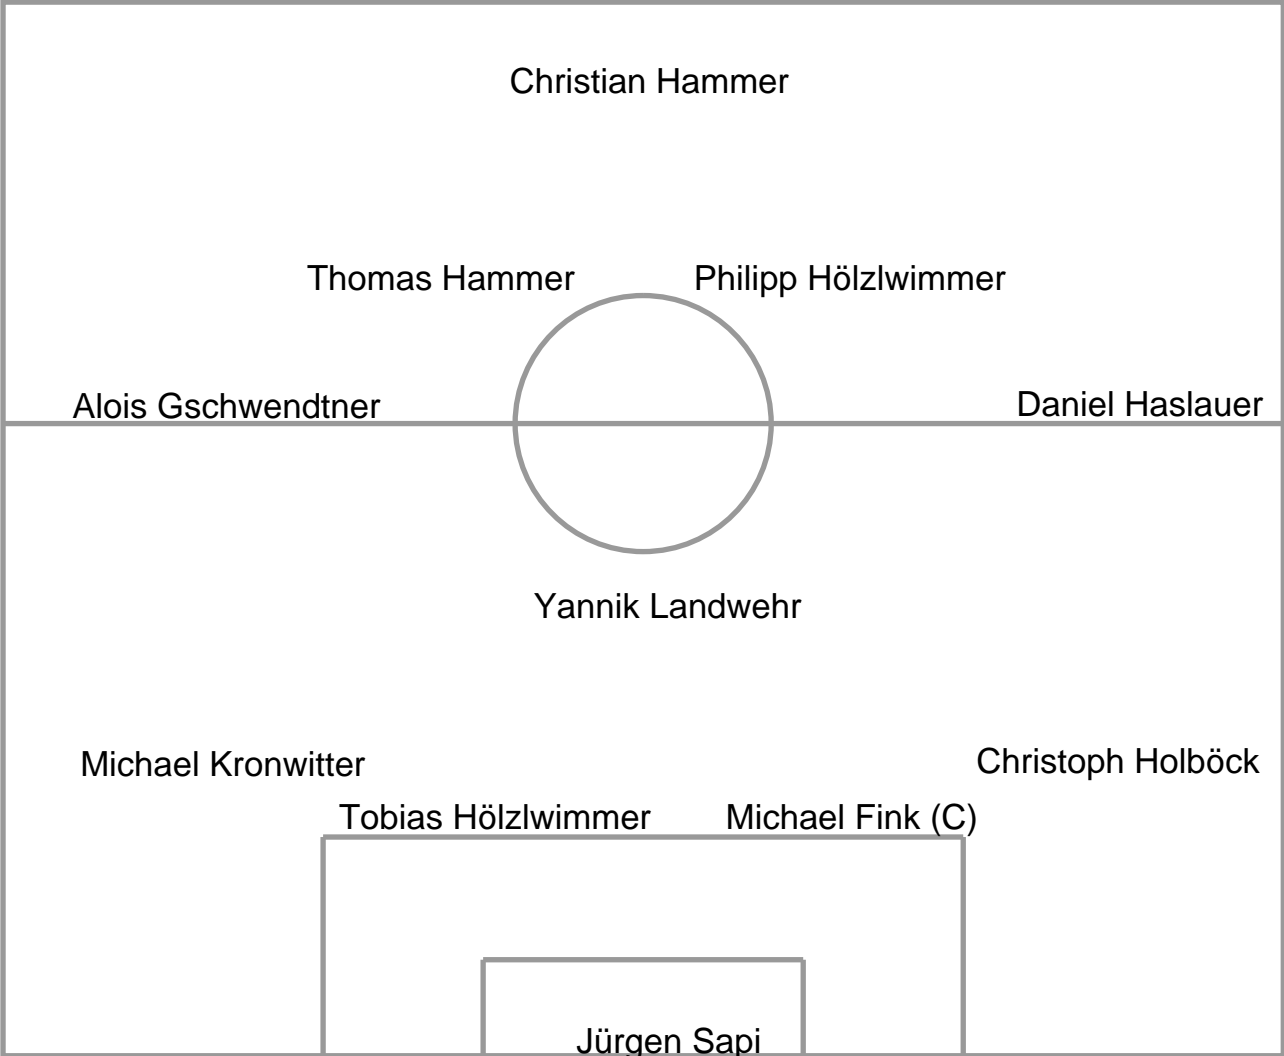 Christian Hammer
Thomas Hammer
Philipp Hölzlwimmer
Alois Gschwendtner
Daniel Haslauer
Yannik Landwehr
Michael Kronwitter
Christoph Holböck
Tobias Hölzlwimmer
Michael Fink (C)
Jürgen Sapi